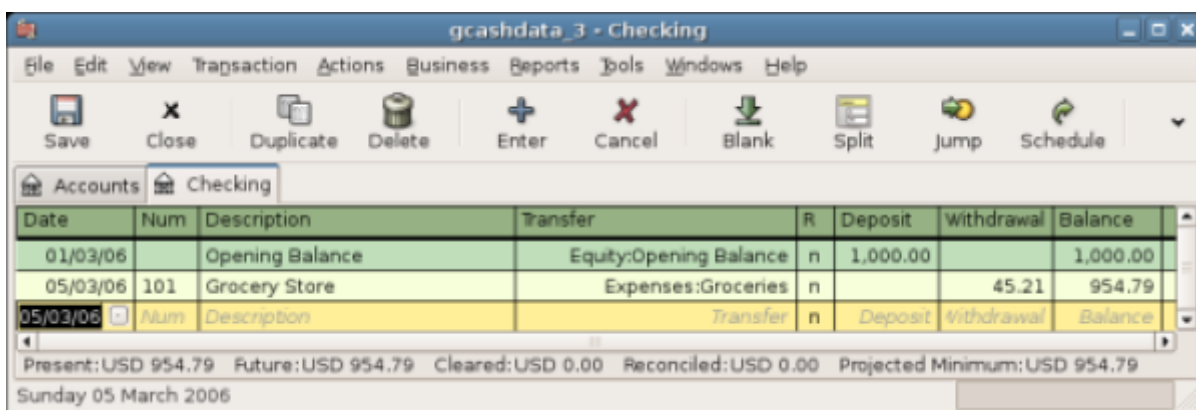 gcashdata_3 - Checking
File Edit View Transaction Actions Business Reports Tools Windows Help
Save Close Duplicate Delete Enter Cancel Blank Split Jump Schedule
Accounts Checking
Date Num Description Transfer R Deposit Withdrawal Balance
01/03/06 Opening Balance Equity:Opening Balance n 1,000.00 1,000.00
05/03/06 101 Grocery Store Expenses:Groceries n 45.21 954.79
05/03/06 Num Description Transfer n Deposit Withdrawal Balance
Present:USD 954.79 Future:USD 954.79 Cleared:USD 0.00 Reconciled:USD 0.00 Projected Minimum:USD 954.79
Sunday 05 March 2006